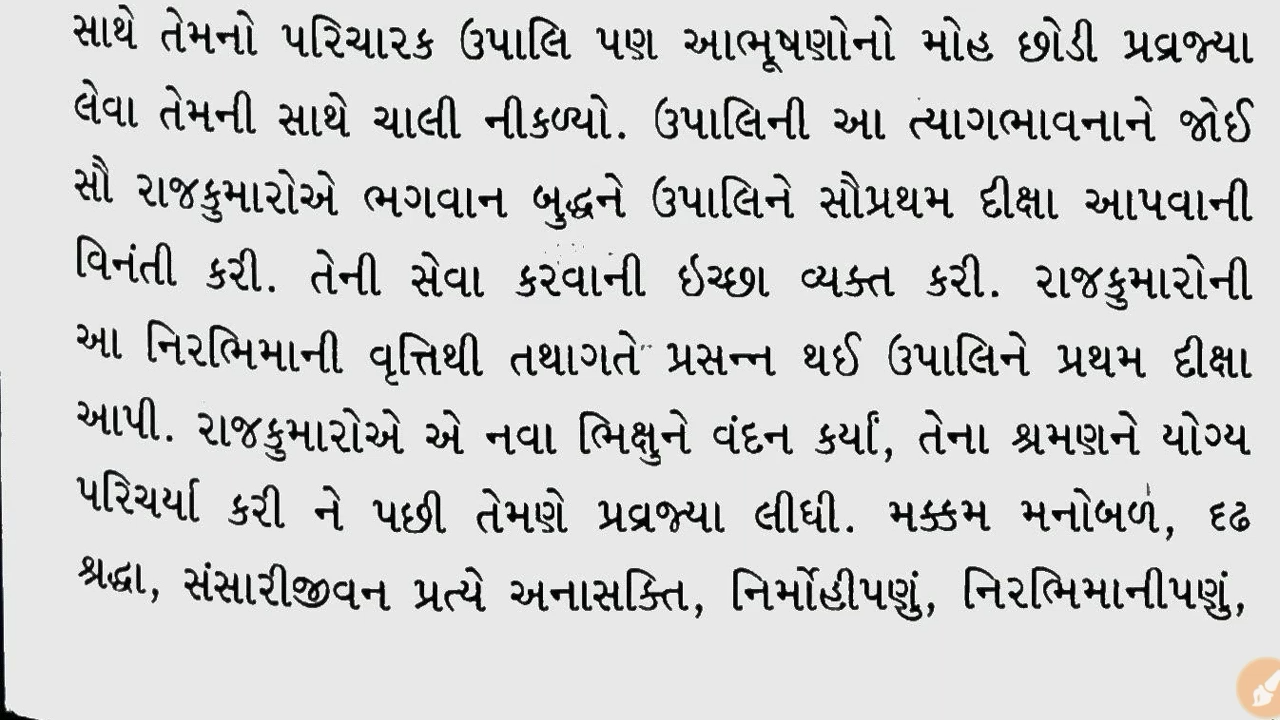 સાથે તેમનો પરિચારક ઉપાલિ પણ આભૂષણોનો મોહ છોડી પ્રવ્રજ્યા
લેવા તેમની સાથે ચાલી નીકળ્યો. ઉપાલિની આ ત્યાગભાવનાને જોઈ
સૌ રાજકુમારોએ ભગવાન બુદ્ધને ઉપાલિને સૌપ્રથમ દીક્ષા આપવાની
વિનંતી કરી. તેની સેવા કરવાની ઇચ્છા વ્યક્ત કરી. રાજકુમારોની
આ નિરભિમાની વૃત્તિથી તથાગતે પ્રસન્ન થઈ ઉપાલિને પ્રથમ દીક્ષા
આપી. રાજકુમારોએ એ નવા ભિક્ષુને વંદન કર્યાં, તેના શ્રમણને યોગ્ય
પરિચર્યા કરી ને પછી તેમણે પ્રવ્રજ્યા લીધી. મક્કમ મનોબળ, દૃઢ
શ્રદ્ધા, સંસારીજીવન પ્રત્યે અનાસક્તિ, નિર્મોહીપણું, નિરભિમાનીપણું,